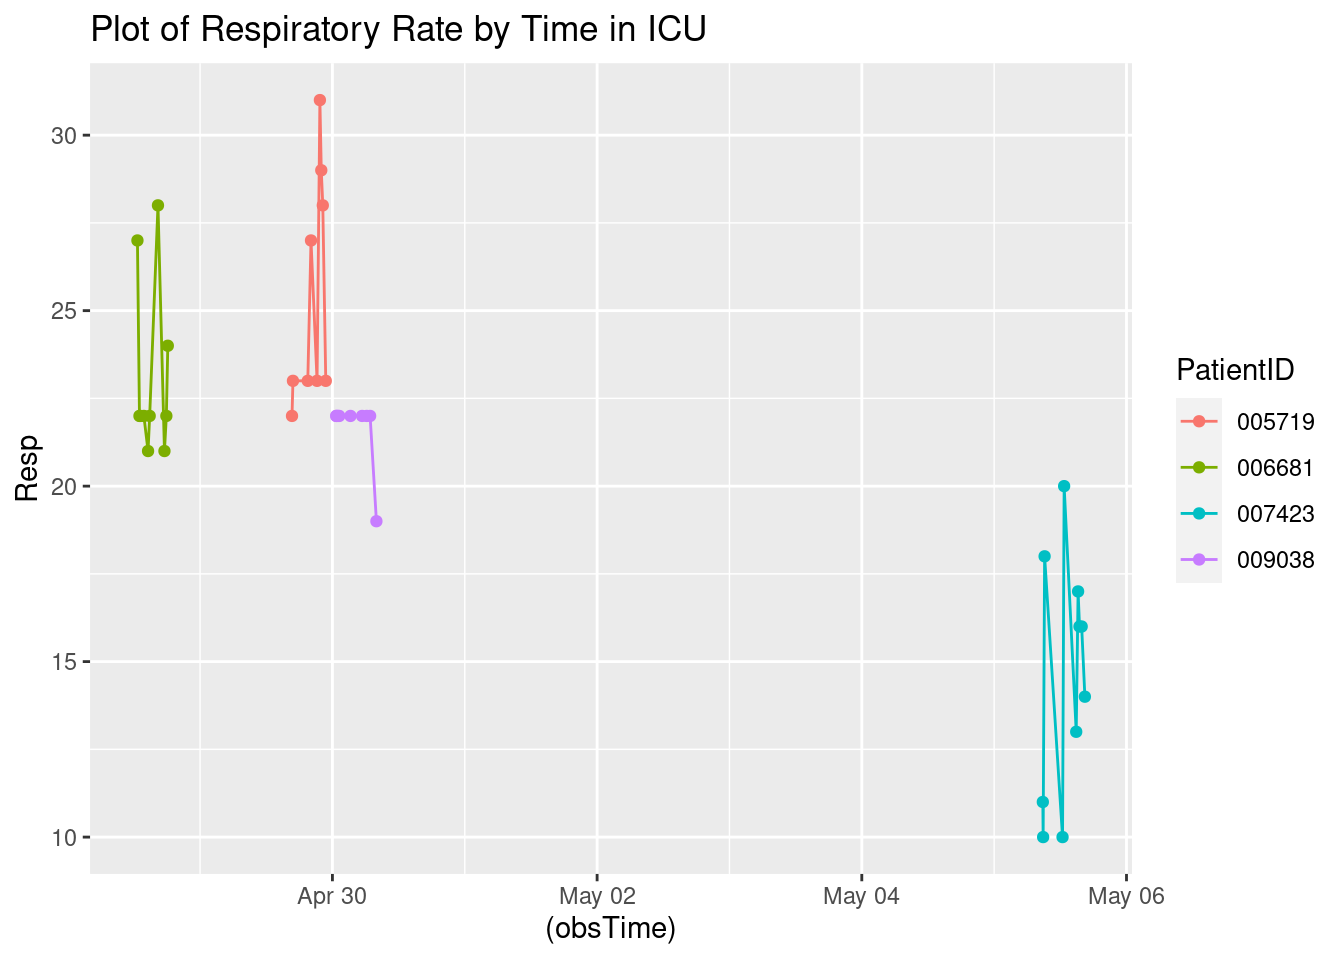 Plot of Respiratory Rate by Time in ICU
30
25
20
15
10
Resp
Apr 30
May 02
May 04
May 06
(obsTime)
PatientID
005719
006681
007423
009038